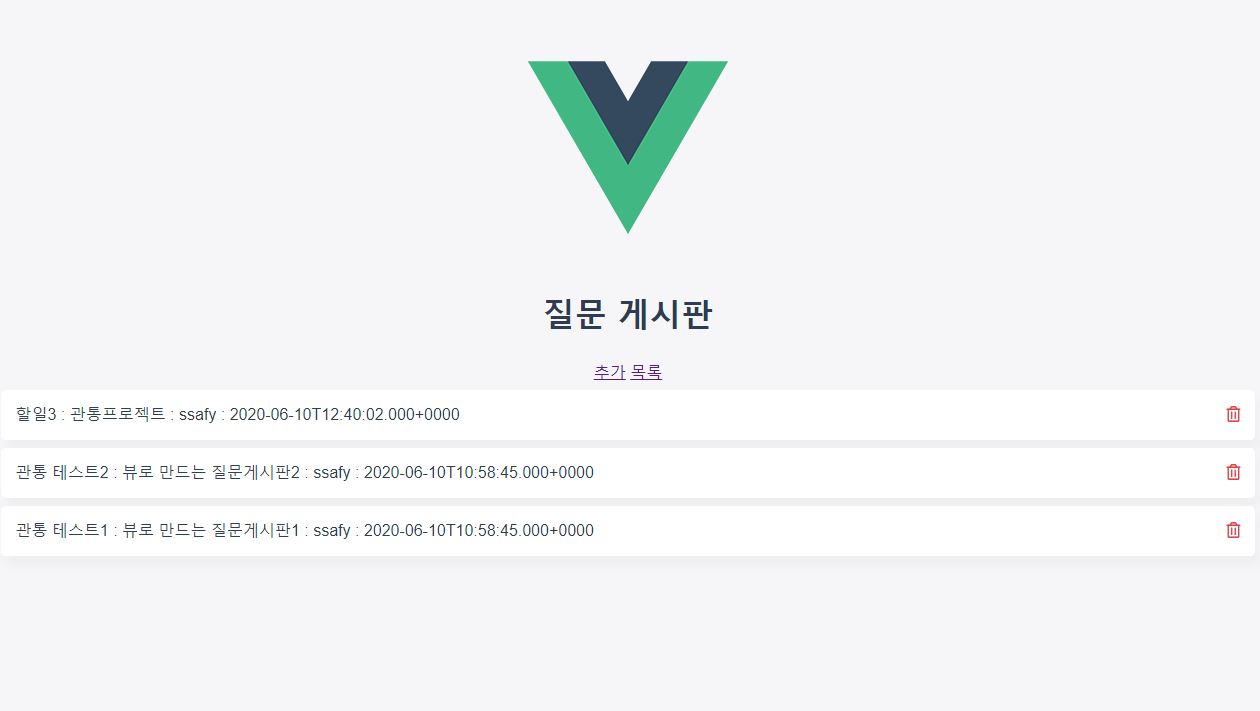 질문 게시판
추가 목록
할일3 : 관통프로젝트 : ssafy : 2020-06-10T12:40:02.000+0000
관통 테스트2 : 뷰로 만드는 질문게시판2 : ssafy : 2020-06-10T10:58:45.000+0000
관통 테스트1 : 뷰로 만드는 질문게시판1 : ssafy : 2020-06-10T10:58:45.000+0000